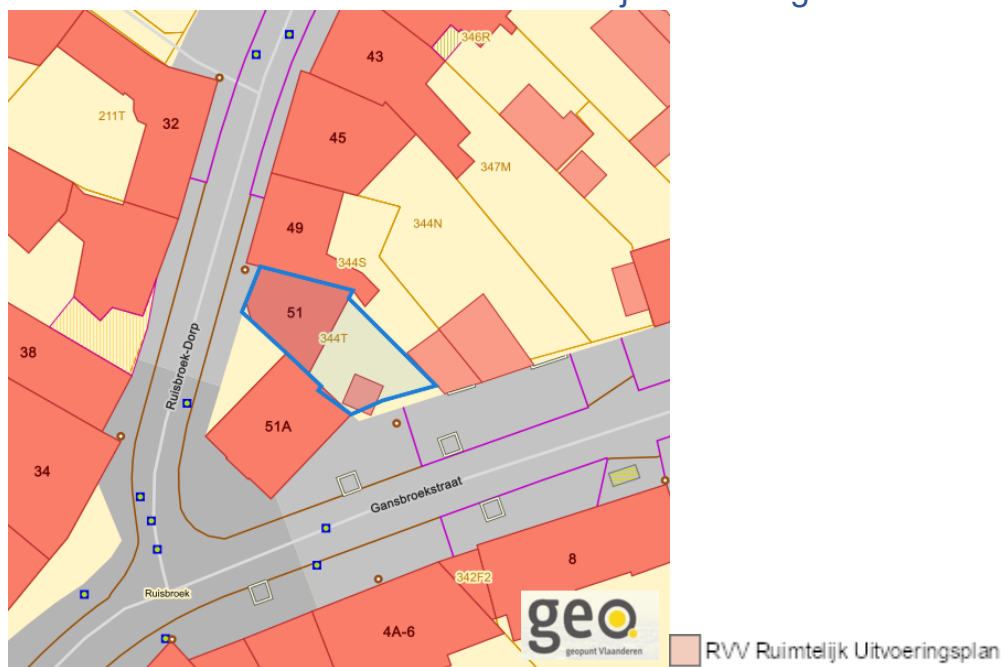 43
346R
211T
32
45
347M
49
344N
344S
51
344T
Ruisbroek-Dorp
38
51A
34
Gansbroekstraat
Ruisbroek
342F2
8
4A-6
geo.
geopunt Vlaanderen
RVV Ruimtelijk Uitvoeringsplan